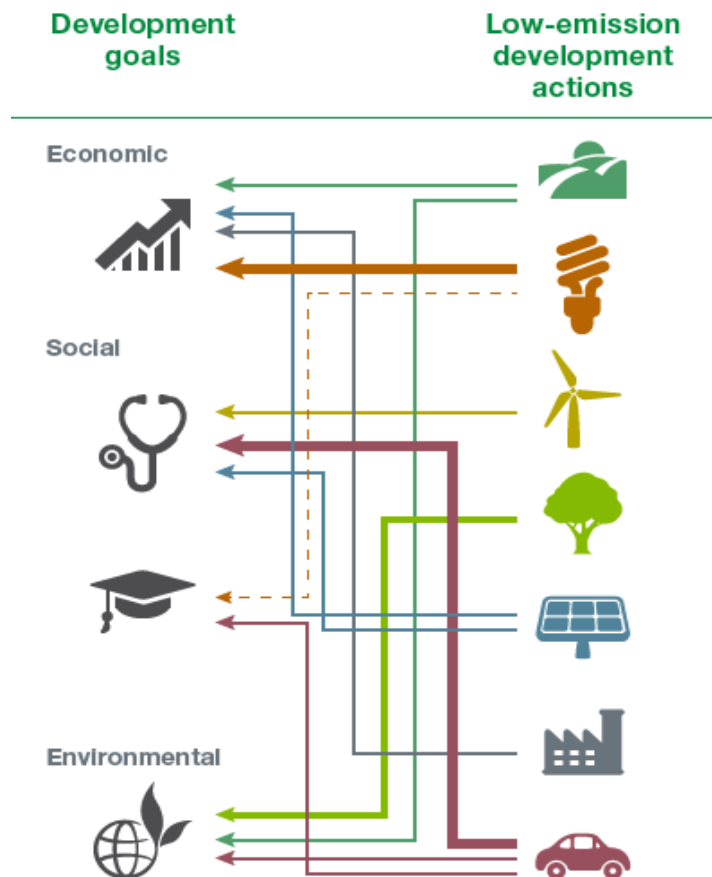 Development
goals
Low-emission
development
actions
Economic
Social
Environmental